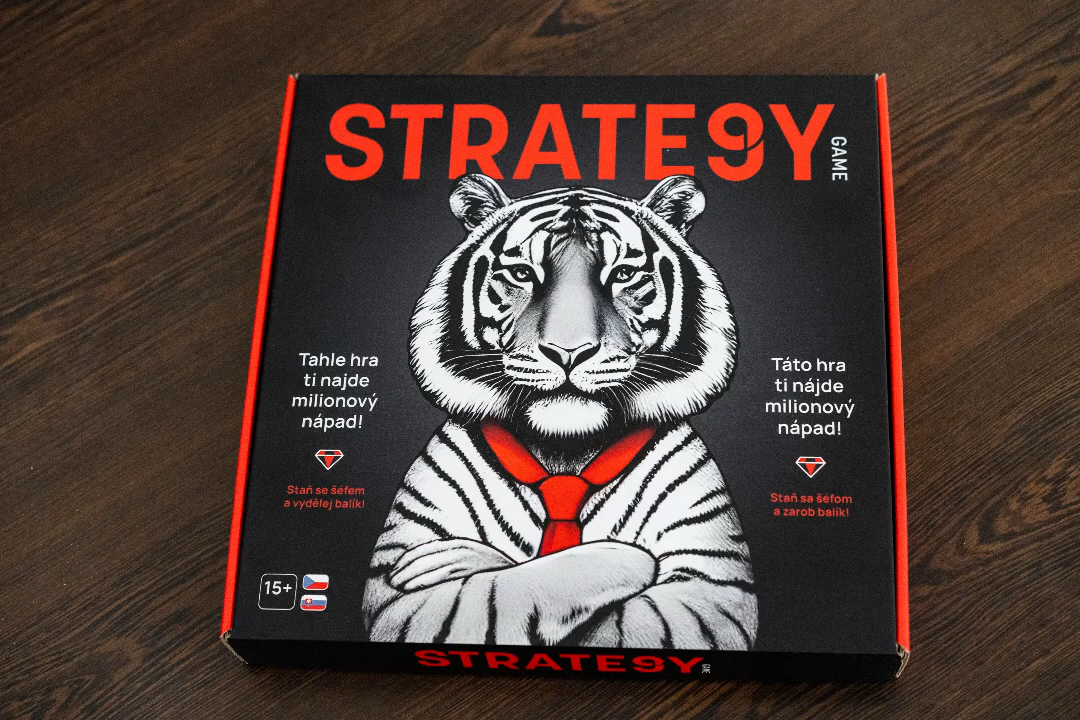 STRATE9Y
GAME
Tahle hra
ti najde
milionový
nápad!
Staň se šéfem
a vydělej balík!
Táto hra
ti nájde
milionový
nápad!
Staň sa šéfom
a zarob balík!
15+
STRATE9Y
GAME